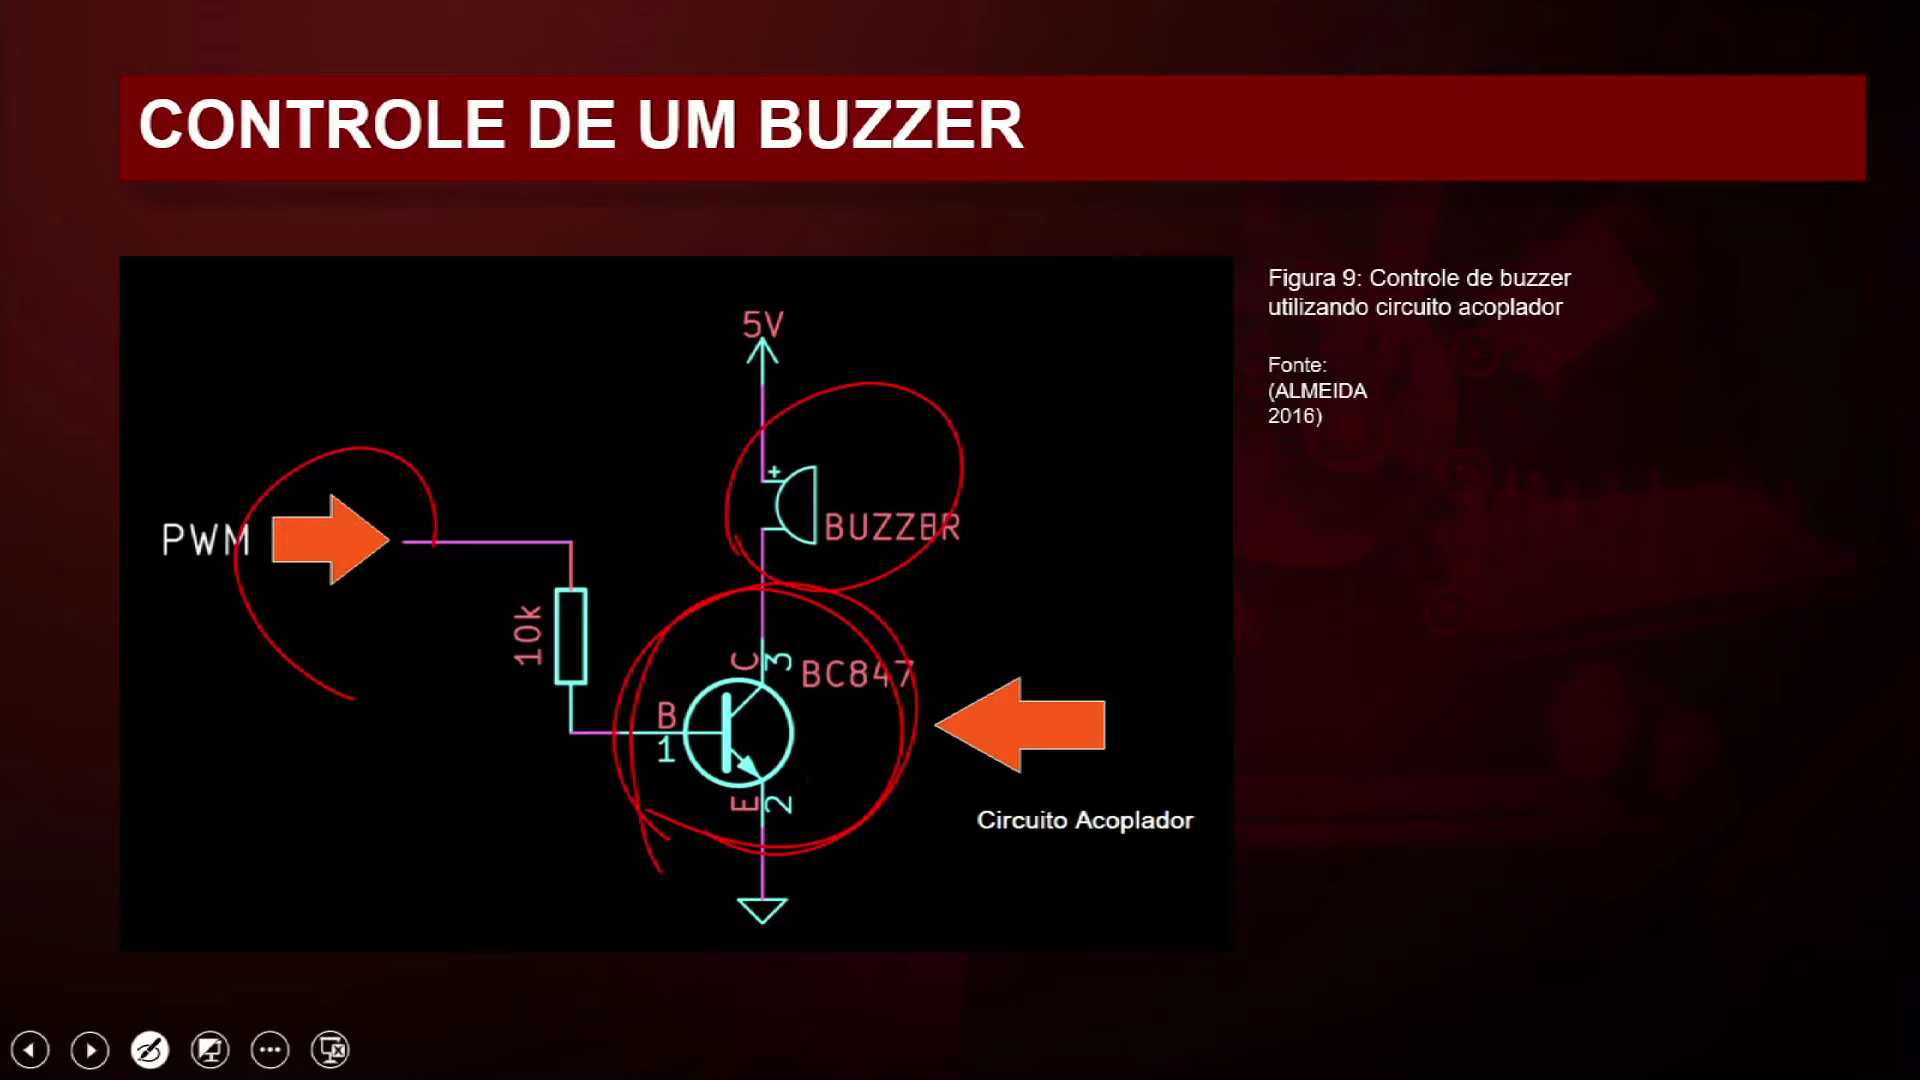 CONTROLE DE UM BUZZER
Figura 9: Controle de buzzer
utilizando circuito acoplador
Fonte:
(ALMEIDA
2016)
5V
+
BUZZER
PWM
10k
C
3
BC847
B
1
E
2
Circuito Acoplador